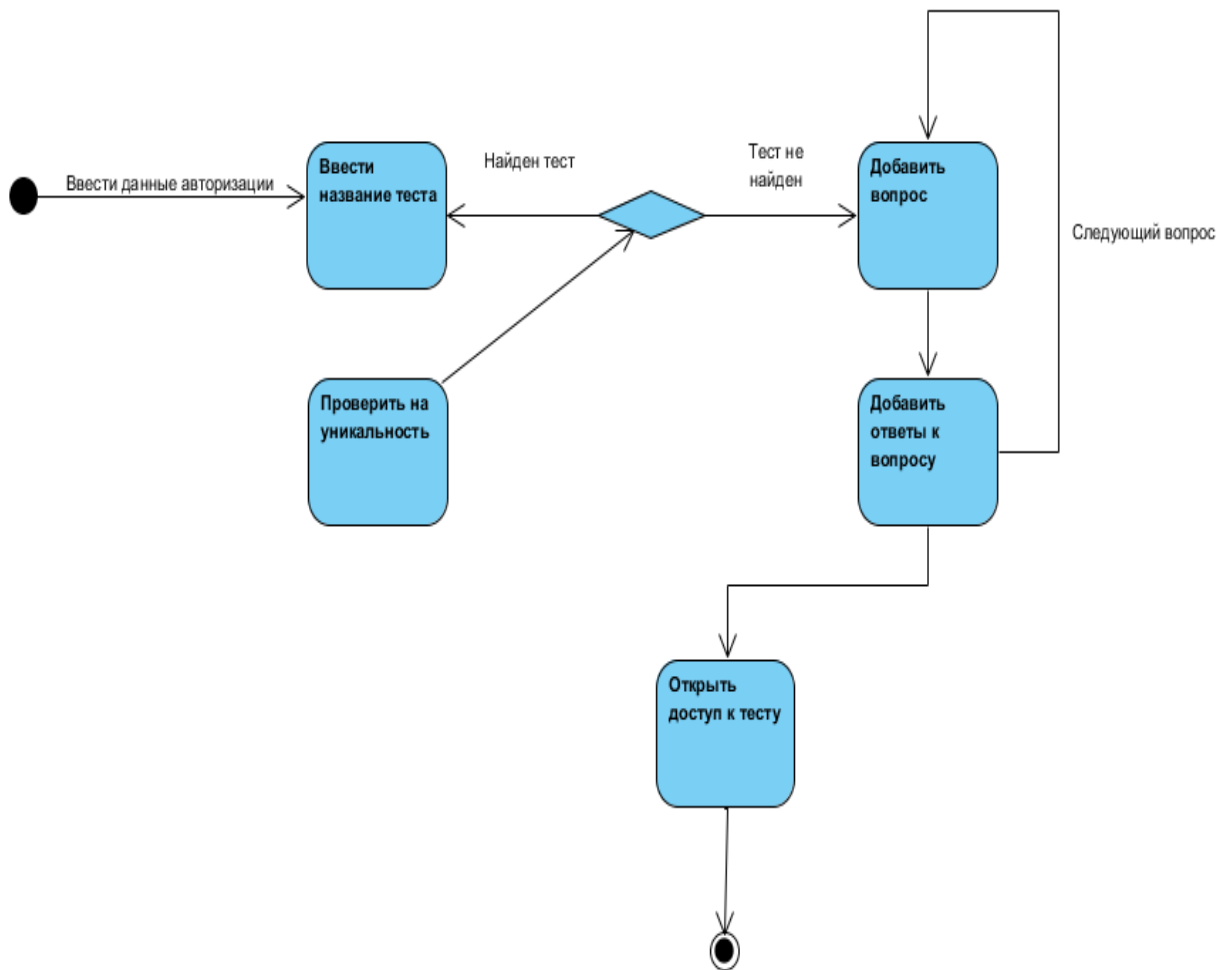 Ввести данные авторизации
Ввести
название теста
Найден тест
Тест не
найден
Добавить
вопрос
Следующий вопрос
Проверить на
уникальность
Добавить
ответы к
вопросу
Открыть
доступ к тесту